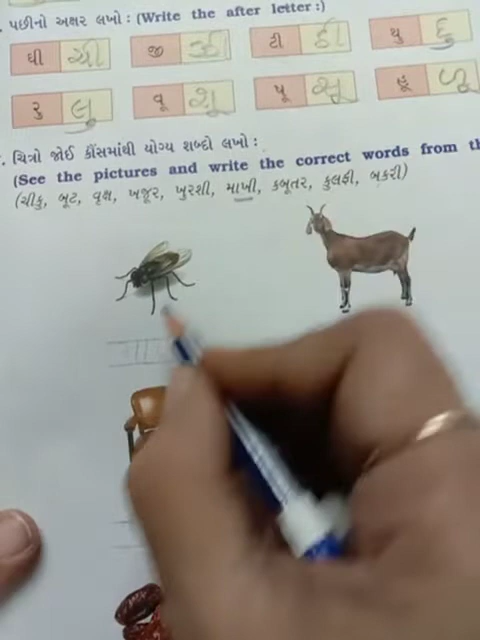 પછીનો અક્ષર લખો : (Write the after letter :)
ઘી ચી જી ઝી ટી ઠી થુ દુ
રુ લુ વૂ શૂ પૂ સૂ હૂ ળૂ
ચિત્રો જોઈ કૌંસમાંથી યોગ્ય શબ્દો લખો :
(See the pictures and write the correct words from
(ચીકુ, બૂટ, વૃક્ષ, ખજૂર, ખુરશી, માખી, કબૂતર, કુલફી, બકરી)